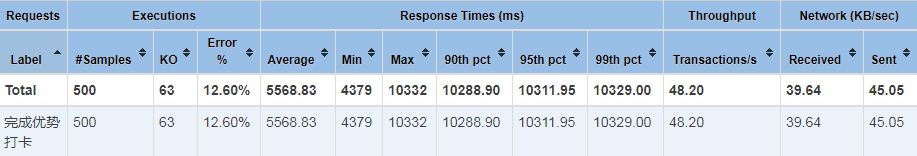 Requests Executions Response Times (ms) Throughput Network (KB/sec)
Label #Samples KO Error % Average Min Max 90th pct 95th pct 99th pct Transactions/s Received Sent
Total 500 63 12.60% 5568.83 4379 10332 10288.90 10311.95 10329.00 48.20 39.64 45.05
完成优势 500 63 12.60% 5568.83 4379 10332 10288.90 10311.95 10329.00 48.20 39.64 45.05
打卡